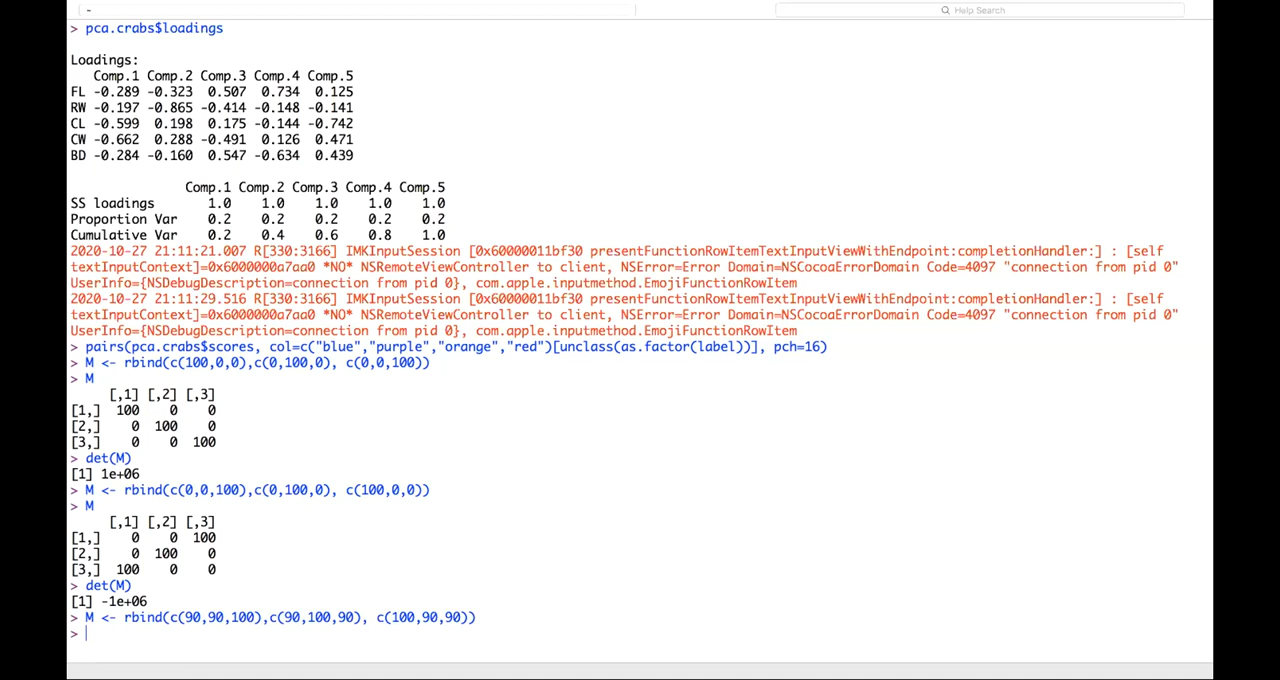 ~
Help Search
> pca.crabs$loadings
Loadings:
   Comp.1 Comp.2 Comp.3 Comp.4 Comp.5
FL -0.289 -0.323  0.507  0.734  0.125
RW -0.197 -0.865 -0.414 -0.148 -0.141
CL -0.599  0.198  0.175 -0.144 -0.742
CW -0.662  0.288 -0.491  0.126  0.471
BD -0.284 -0.160  0.547 -0.634  0.439
               Comp.1 Comp.2 Comp.3 Comp.4 Comp.5
SS loadings       1.0    1.0    1.0    1.0    1.0
Proportion Var    0.2    0.2    0.2    0.2    0.2
Cumulative Var    0.2    0.4    0.6    0.8    1.0
2020-10-27 21:11:21.007 R[330:3166] IMKInputSession [0x60000011bf30 presentFunctionRowItemTextInputViewWithEndpoint:completionHandler:] : [self
textInputContext]=0x6000000a7aa0 *NO* NSRemoteViewController to client, NSError=Error Domain=NSCocoaErrorDomain Code=4097 "connection from pid 0"
UserInfo={NSDebugDescription=connection from pid 0}, com.apple.inputmethod.EmojiFunctionRowItem
2020-10-27 21:11:29.516 R[330:3166] IMKInputSession [0x60000011bf30 presentFunctionRowItemTextInputViewWithEndpoint:completionHandler:] : [self
textInputContext]=0x6000000a7aa0 *NO* NSRemoteViewController to client, NSError=Error Domain=NSCocoaErrorDomain Code=4097 "connection from pid 0"
UserInfo={NSDebugDescription=connection from pid 0}, com.apple.inputmethod.EmojiFunctionRowItem
> pairs(pca.crabs$scores, col=c("blue","purple","orange","red")[unclass(as.factor(label))], pch=16)
> M <- rbind(c(100,0,0),c(0,100,0), c(0,0,100))
> M
     [,1] [,2] [,3]
[1,]  100    0    0
[2,]    0  100    0
[3,]    0    0  100
> det(M)
[1] 1e+06
> M <- rbind(c(0,0,100),c(0,100,0), c(100,0,0))
> M
     [,1] [,2] [,3]
[1,]    0    0  100
[2,]    0  100    0
[3,]  100    0    0
> det(M)
[1] -1e+06
> M <- rbind(c(90,90,100),c(90,100,90), c(100,90,90))
>